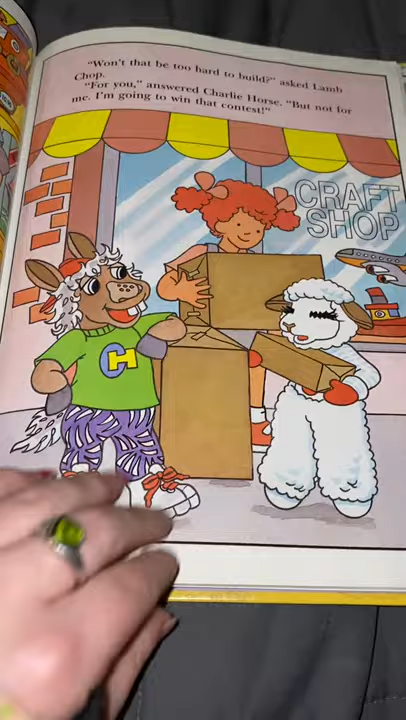 "Won't that be too hard to build?" asked Lamb
Chop.
"For you," answered Charlie Horse. "But not for
me. I'm going to win that contest!"
CRAFT
SHOP
CH